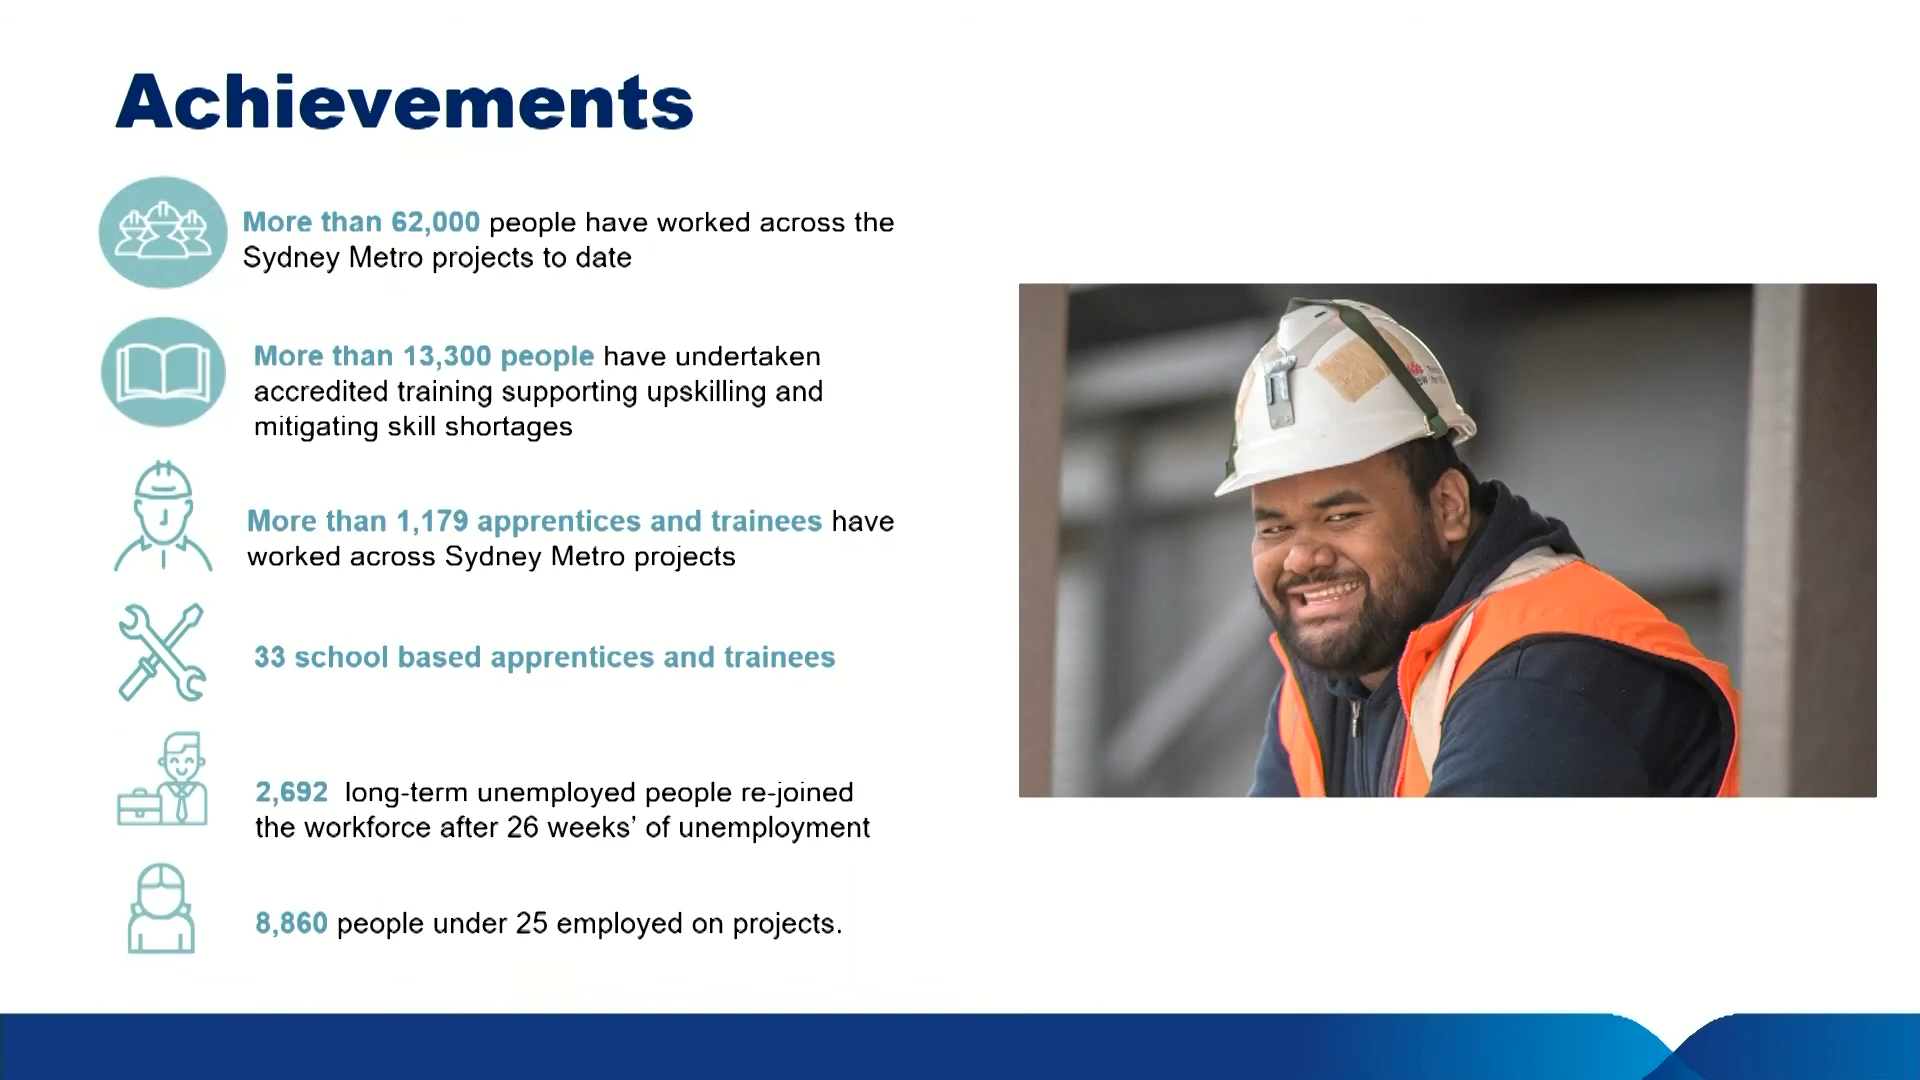 Achievements
More than 62,000 people have worked across the
Sydney Metro projects to date
More than 13,300 people have undertaken
accredited training supporting upskilling and
mitigating skill shortages
More than 1,179 apprentices and trainees have
worked across Sydney Metro projects
33 school based apprentices and trainees
2,692 long-term unemployed people re-joined
the workforce after 26 weeks’ of unemployment
8,860 people under 25 employed on projects.